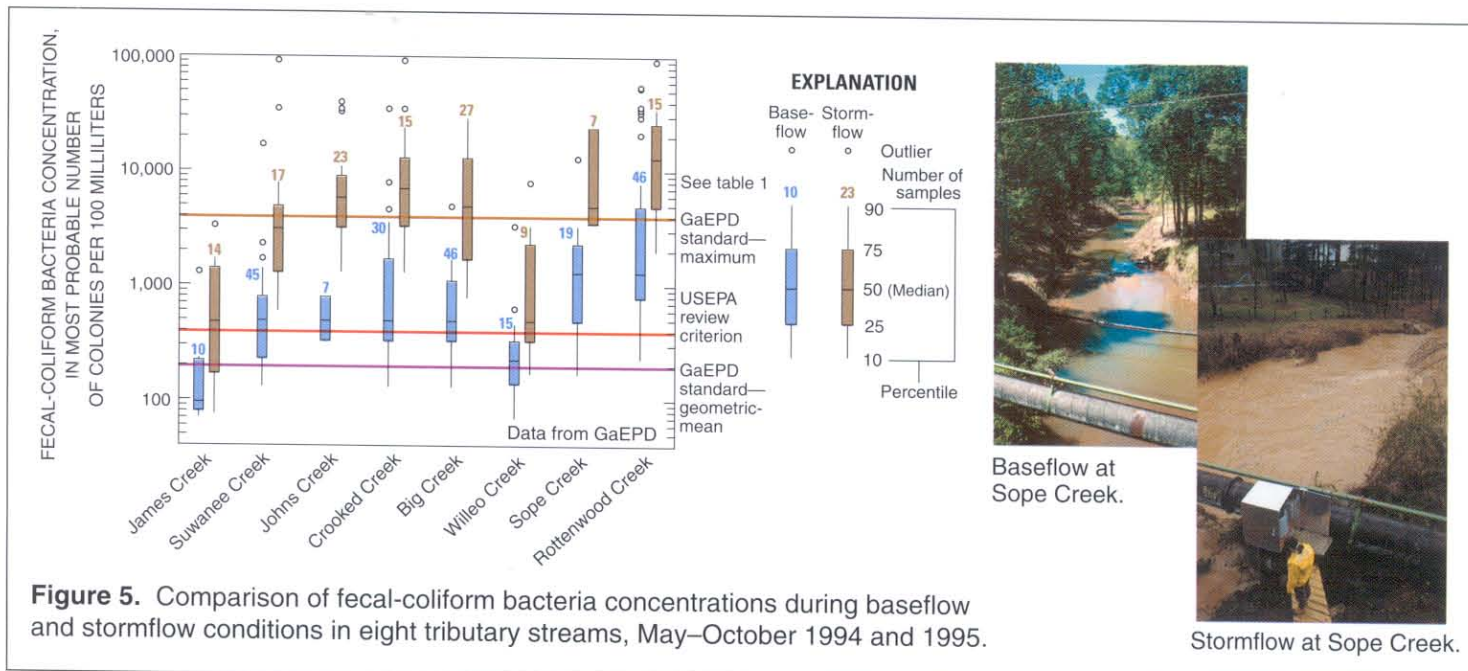 FECAL-COLIFORM BACTERIA CONCENTRATION,
IN MOST PROBABLE NUMBER
OF COLONIES PER 100 MILLILITERS
100,000
10,000
1,000
100
10
14
45
17
7
23
30
15
46
27
15
9
19
7
46
15
See table 1
GaEPD
standard—
maximum
USEPA
review
criterion
GaEPD
standard—
geometric-
mean
Data from GaEPD
James Creek
Suwanee Creek
Johns Creek
Crooked Creek
Big Creek
Willeo Creek
Sope Creek
Rottenwood Creek
EXPLANATION
Base-
flow
Storm-
flow
Outlier
Number of
samples
10
23
90
75
50 (Median)
25
10
Percentile
Baseflow at
Sope Creek.
Stormflow at Sope Creek.
Figure 5. Comparison of fecal-coliform bacteria concentrations during baseflow
and stormflow conditions in eight tributary streams, May–October 1994 and 1995.